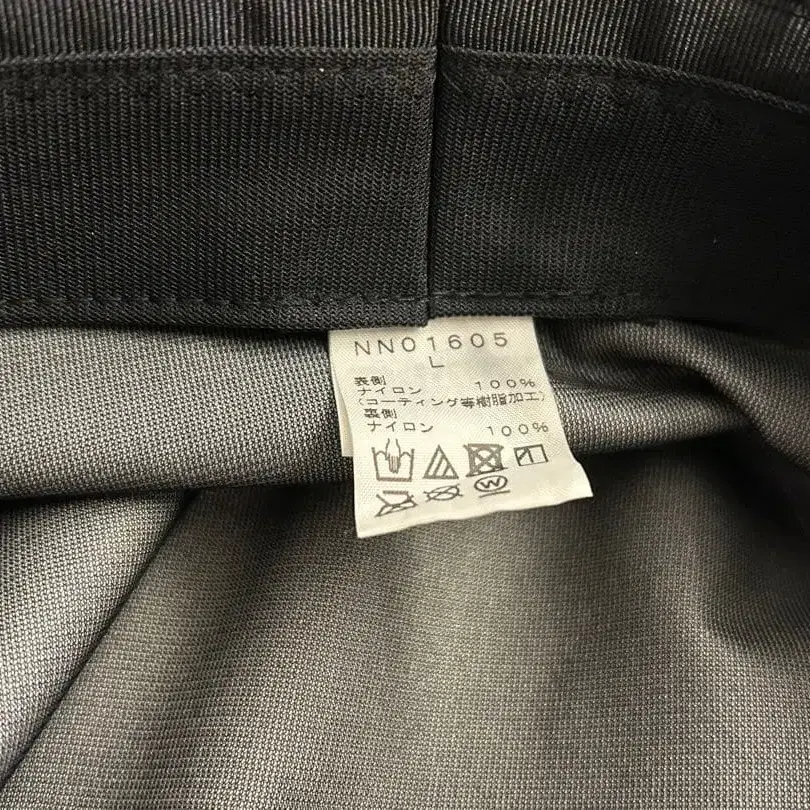 NN01605
L
表側
ナイロン 100%
(コーティング等樹脂加工)
裏側
ナイロン 100%
W